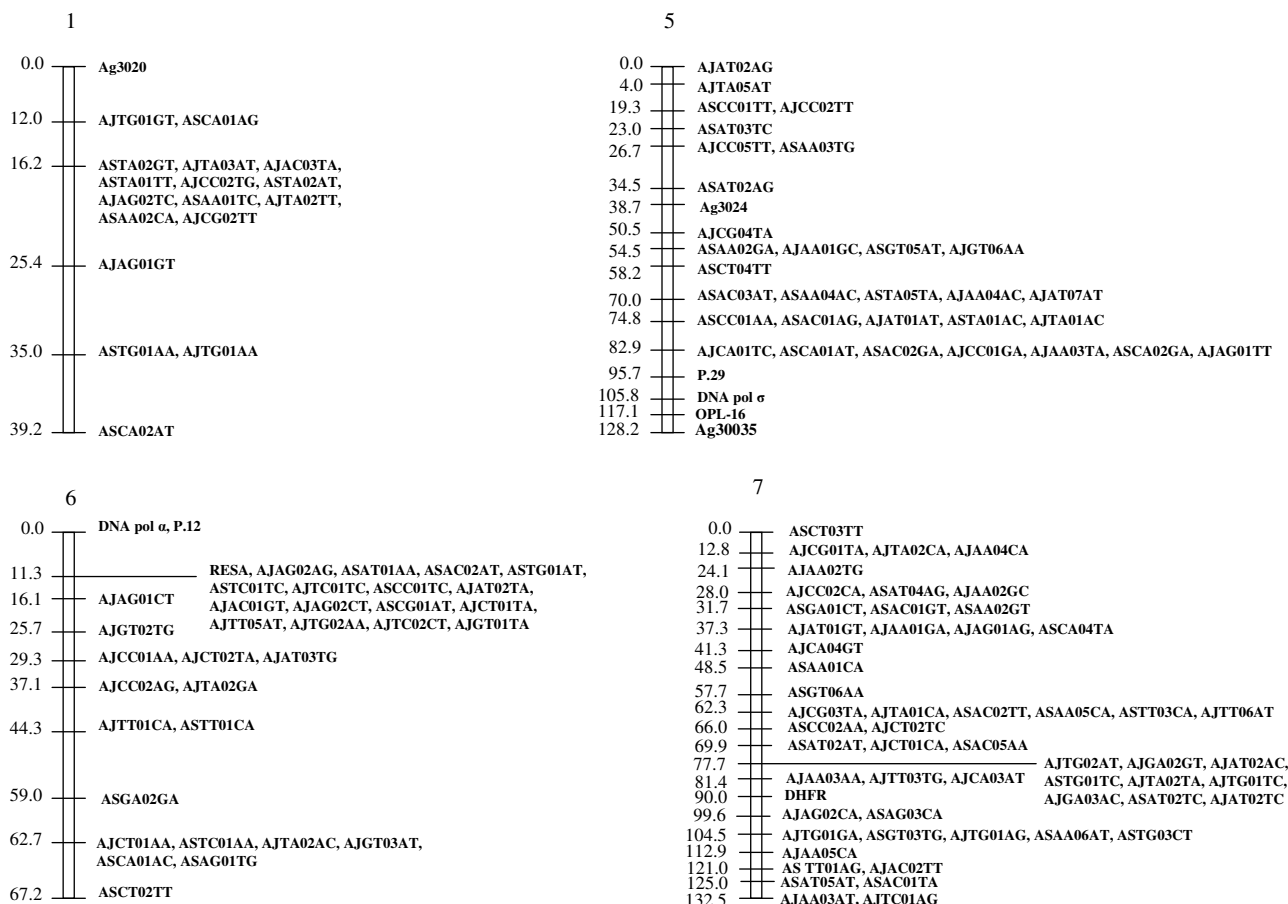 1
0.0 Ag3020
12.0 AJTG01GT, ASCA01AG
16.2 ASTA02GT, AJTA03AT, AJAC03TA,
ASTA01TT, AJCC02TG, ASTA02AT,
AJAG02TC, ASAA01TC, AJTA02TT,
ASAA02CA, AJCG02TT
25.4 AJAG01GT
35.0 ASTG01AA, AJTG01AA
39.2 ASCA02AT
5
0.0 AJAT02AG
4.0 AJTA05AT
19.3 ASCC01TT, AJCC02TT
23.0 ASAT03TC
26.7 AJCC05TT, ASAA03TG
34.5 ASAT02AG
38.7 Ag3024
50.5 AJCG04TA
54.5 ASAA02GA, AJAA01GC, ASGT05AT, AJGT06AA
58.2 ASCT04TT
70.0 ASAC03AT, ASAA04AC, ASTA05TA, AJAA04AC, AJAT07AT
74.8 ASCC01AA, ASAC01AG, AJAT01AT, ASTA01AC, AJTA01AC
82.9 AJCA01TC, ASCA01AT, ASAC02GA, AJCC01GA, AJAA03TA, ASCA02GA, AJAG01TT
95.7 P.29
105.8 DNA pol σ
117.1 OPL-16
128.2 Ag30035
6
0.0 DNA pol α, P.12
11.3 RESA, AJAG02AG, ASAT01AA, ASAC02AT, ASTG01AT,
ASTC01TC, AJTC01TC, ASCC01TC, AJAT02TA,
AJAC01GT, AJAG02CT, ASCG01AT, AJCT01TA,
AJTT05AT, AJTG02AA, AJTC02CT, AJGT01TA
16.1 AJAG01CT
25.7 AJGT02TG
29.3 AJCC01AA, AJCT02TA, AJAT03TG
37.1 AJCC02AG, AJTA02GA
44.3 AJTT01CA, ASTT01CA
59.0 ASGA02GA
62.7 AJCT01AA, ASTC01AA, AJTA02AC, AJGT03AT,
ASCA01AC, ASAG01TG
67.2 ASCT02TT
7
0.0 ASCT03TT
12.8 AJCG01TA, AJTA02CA, AJAA04CA
24.1 AJAA02TG
28.0 AJCC02CA, ASAT04AG, AJAA02GC
31.7 ASGA01CT, ASAC01GT, ASAA02GT
37.3 AJAT01GT, AJAA01GA, AJAG01AG, ASCA04TA
41.3 AJCA04GT
48.5 ASAA01CA
57.7 ASGT06AA
62.3 AJCG03TA, AJTA01CA, ASAC02TT, ASAA05CA, ASTT03CA, AJTT06AT
66.0 ASCC02AA, AJCT02TC
69.9 ASAT02AT, AJCT01CA, ASAC05AA
77.7 AJTG02AT, AJGA02GT, AJAT02AC,
ASTG01TC, AJTA02TA, AJTG01TC,
AJGA03AC, ASAT02TC, AJAT02TC
81.4 AJAA03AA, AJTT03TG, AJCA03AT
90.0 DHFR
99.6 AJAG02CA, ASAG03CA
104.5 AJTG01GA, ASGT03TG, AJTG01AG, ASAA06AT, ASTG03CT
112.9 AJAA05CA
121.0 AS TT01AG, AJAC02TT
125.0 ASAT05AT, ASAC01TA
132.5 AJAA03AT, AJTC01AG